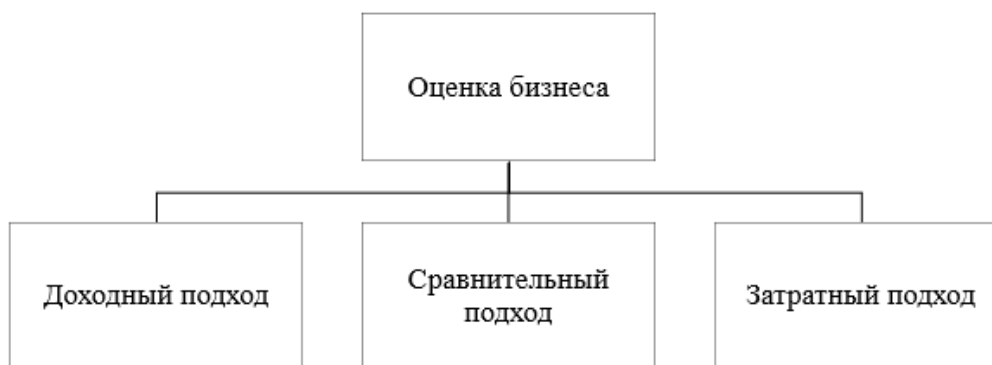 Оценка бизнеса
Доходный подход
Сравнительный
подход
Затратный подход